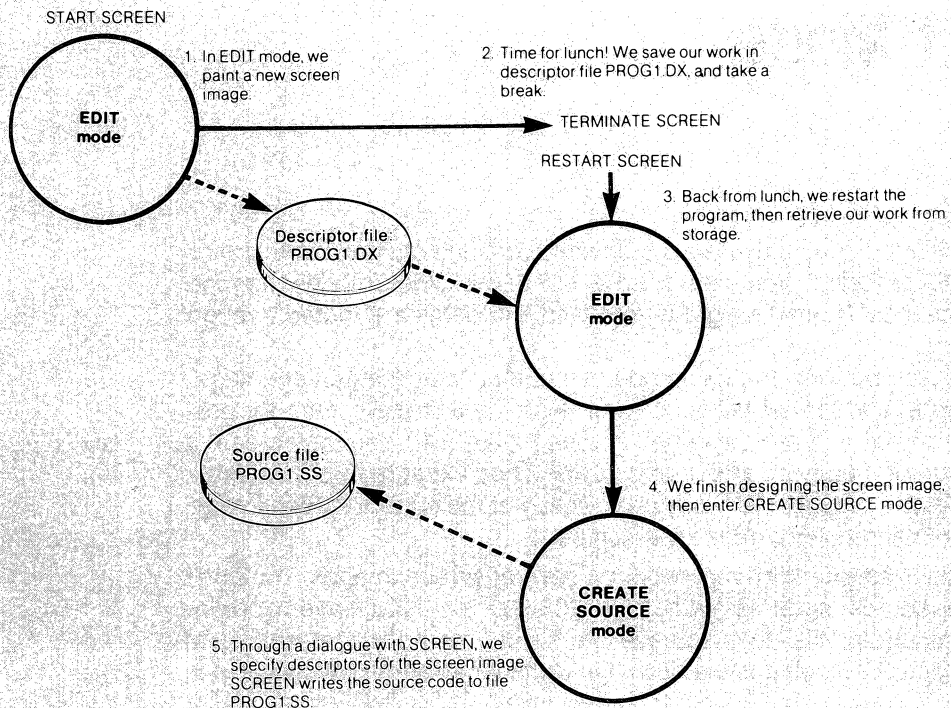 START SCREEN
1. In EDIT mode, we
paint a new screen
image.
2. Time for lunch! We save our work in
descriptor file PROG1.DX, and take a
break.
EDIT
mode
TERMINATE SCREEN
RESTART SCREEN
3. Back from lunch, we restart the
program, then retrieve our work from
storage.
Descriptor file:
PROG1.DX
EDIT
mode
Source file:
PROG1.SS
4. We finish designing the screen image,
then enter CREATE SOURCE mode.
CREATE
SOURCE
mode
5. Through a dialogue with SCREEN, we
specify descriptors for the screen image.
SCREEN writes the source code to file
PROG1.SS.